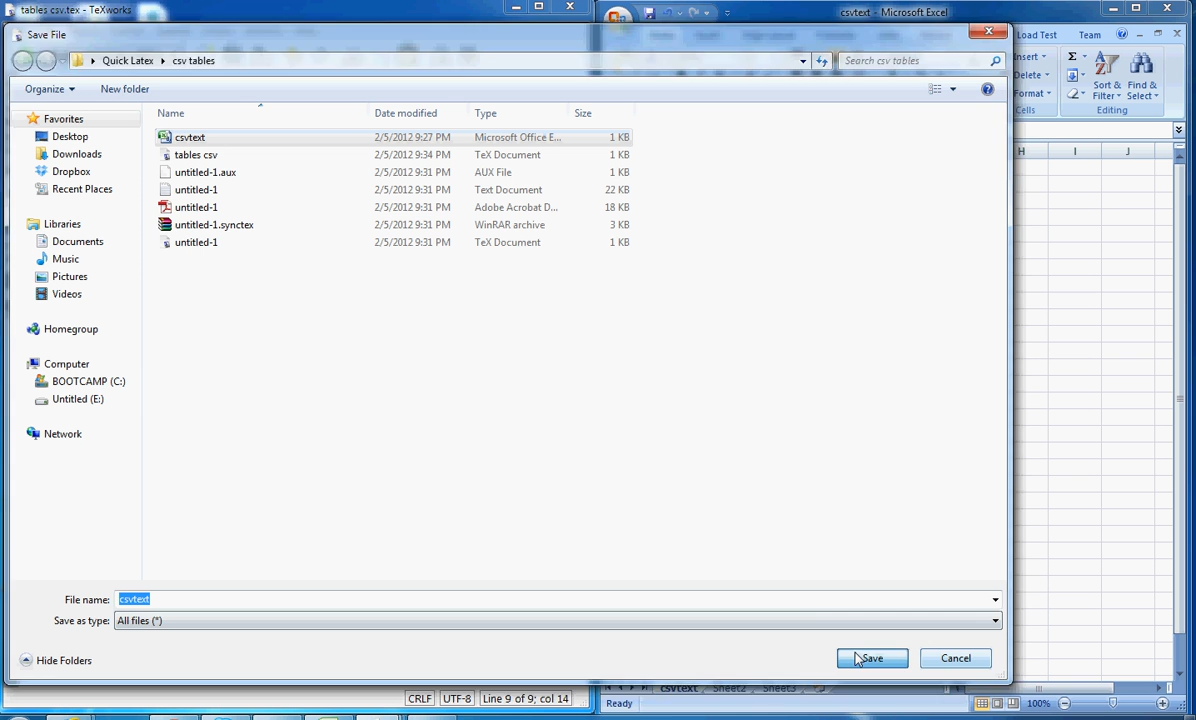 tables csv.tex - TeXworks
csvtext - Microsoft Excel
Save File
Load Test Team
Quick Latex csv tables
Search csv tables
Insert
Delete
Format
Cells
Σ
Sort & Filter
Find & Select
Editing
Organize
New folder
Name Date modified Type Size
H I J
Favorites
Desktop
Downloads
Dropbox
Recent Places
Libraries
Documents
Music
Pictures
Videos
Homegroup
Computer
BOOTCAMP (C:)
Untitled (E:)
Network
csvtext 2/5/2012 9:27 PM Microsoft Office E... 1 KB
tables csv 2/5/2012 9:34 PM TeX Document 1 KB
untitled-1.aux 2/5/2012 9:31 PM AUX File 1 KB
untitled-1 2/5/2012 9:31 PM Text Document 22 KB
untitled-1 2/5/2012 9:31 PM Adobe Acrobat D... 18 KB
untitled-1.synctex 2/5/2012 9:31 PM WinRAR archive 3 KB
untitled-1 2/5/2012 9:31 PM TeX Document 1 KB
File name: csvtext
Save as type: All files (*)
Hide Folders
Save
Cancel
csvtext Sheet2 Sheet3
CRLF UTF-8 Line 9 of 9; col 14
Ready
100%